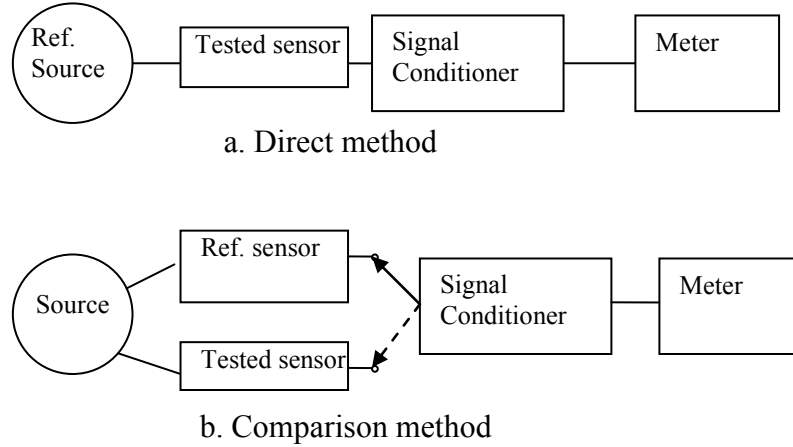 Ref.
Source
Tested sensor
Signal
Conditioner
Meter
a. Direct method
Source
Ref. sensor
Tested sensor
Signal
Conditioner
Meter
b. Comparison method